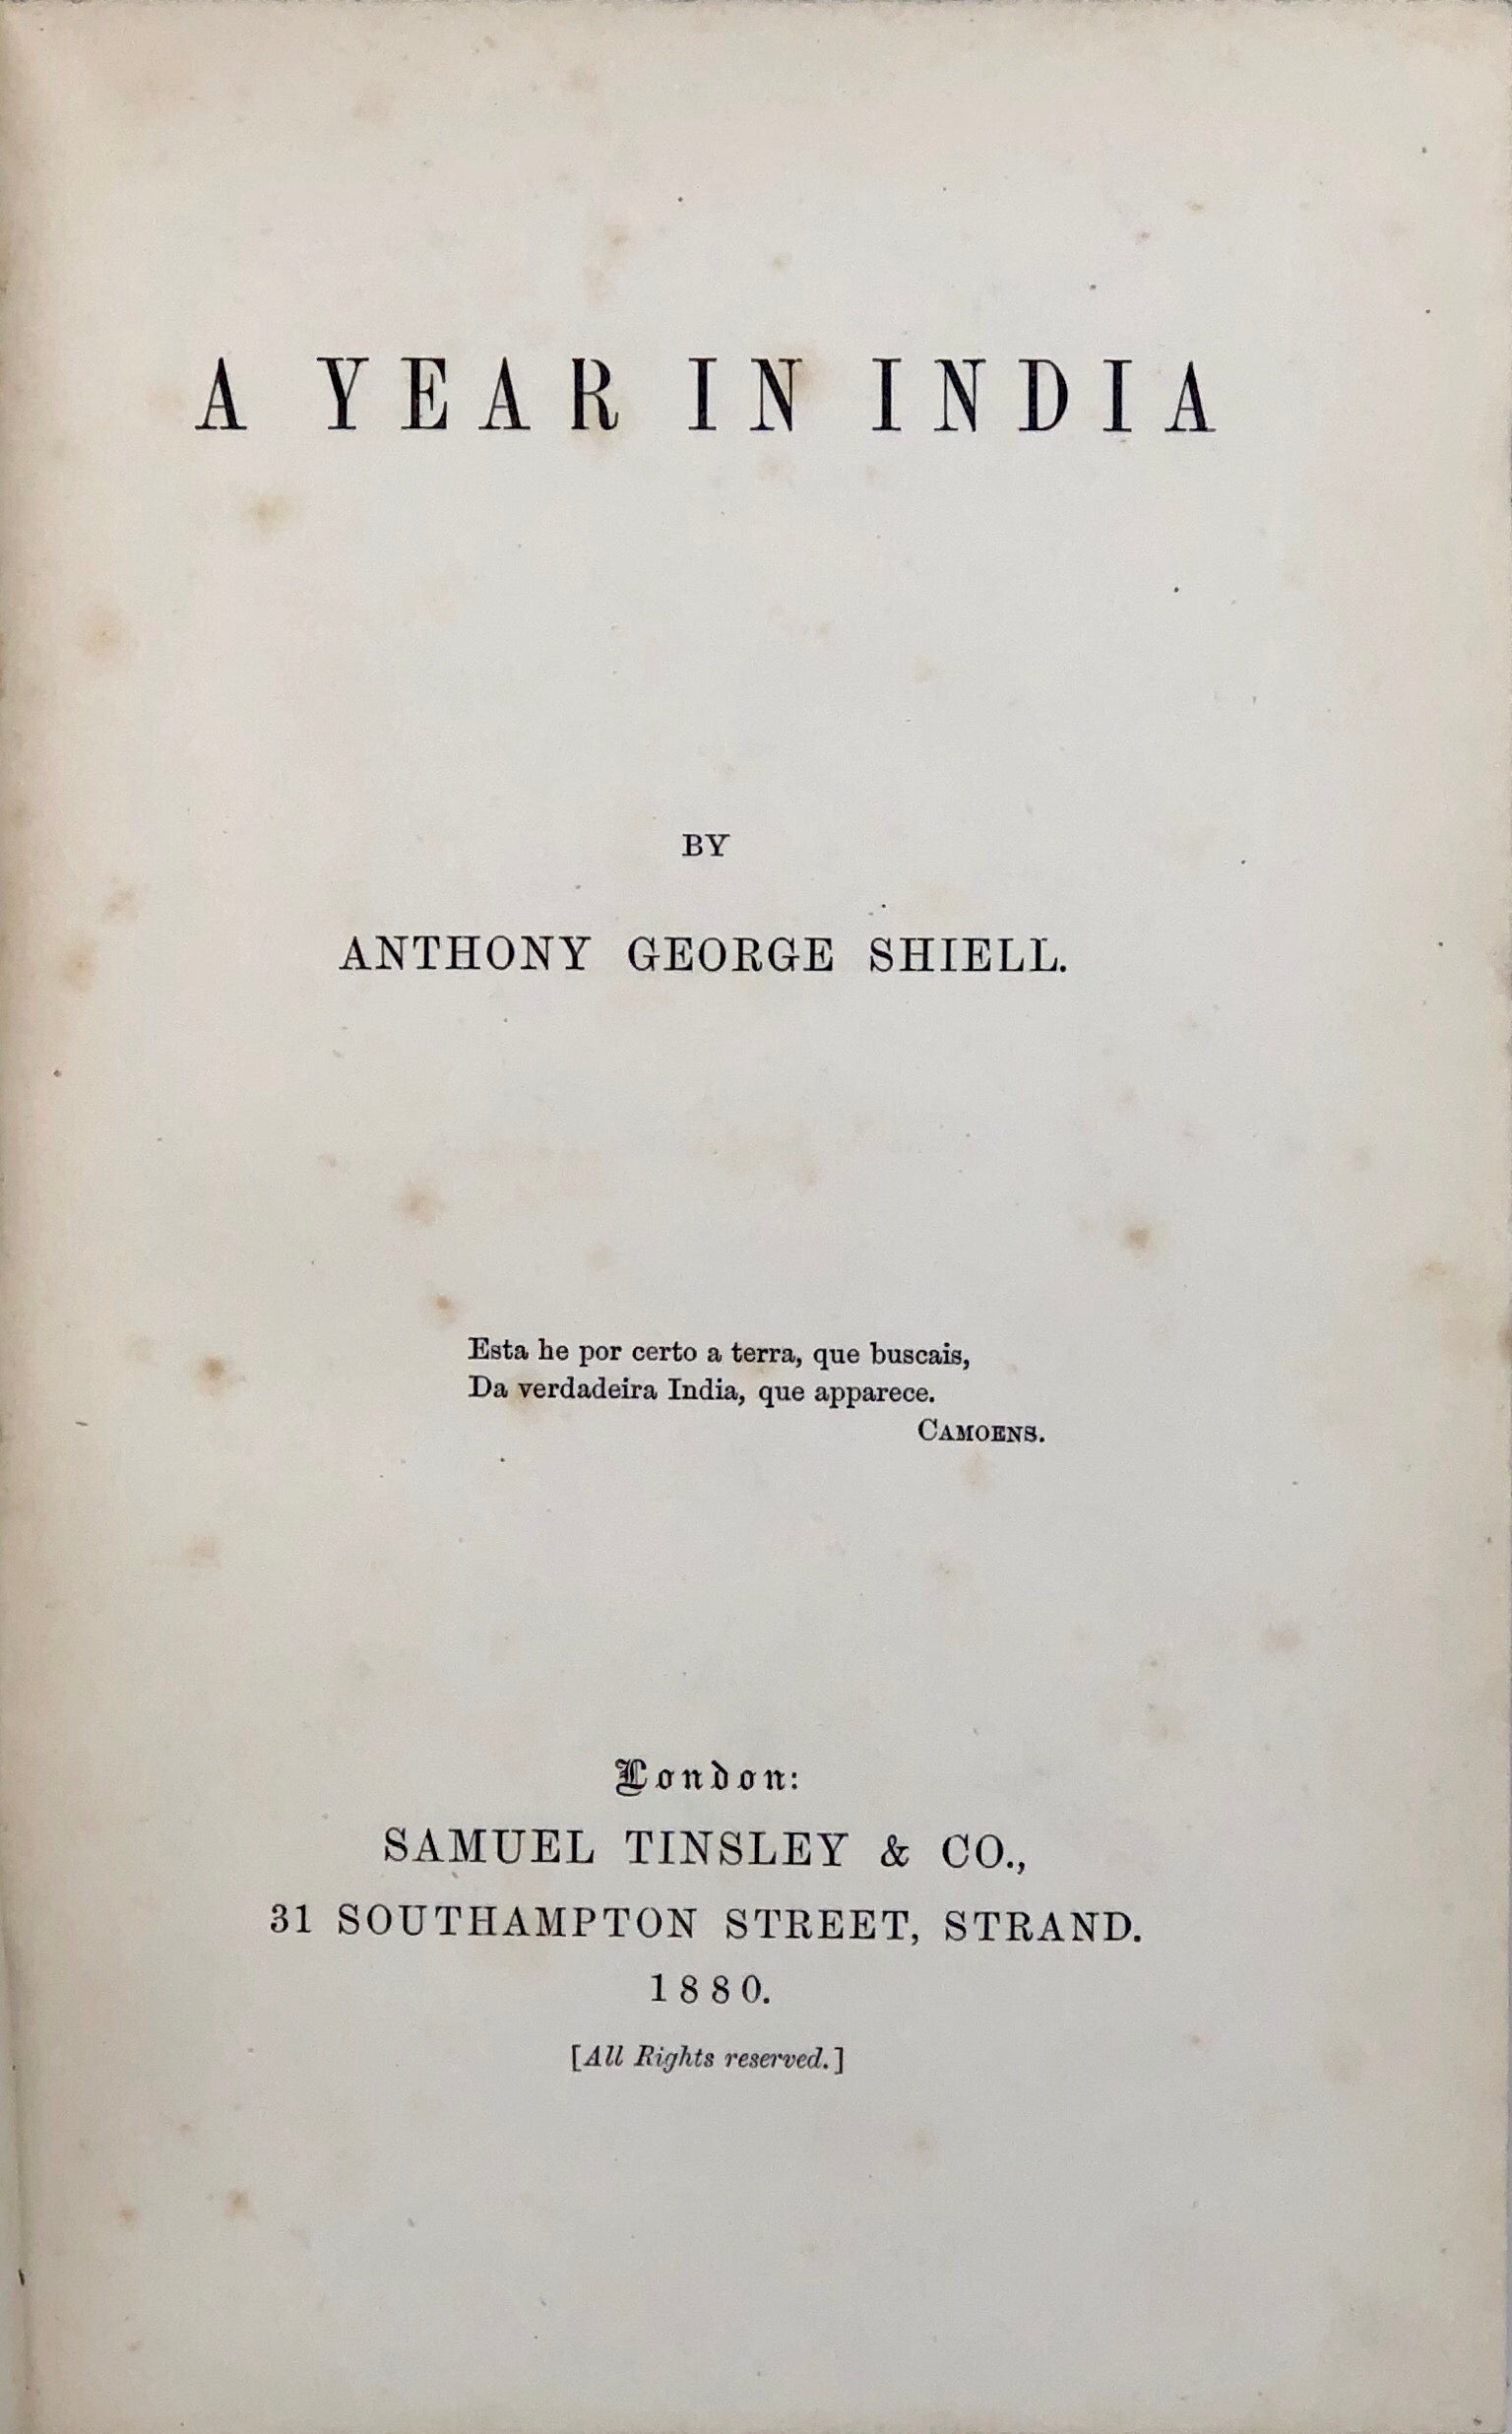 A YEAR IN INDIA
BY
ANTHONY GEORGE SHIELL.
Esta he por certo a terra, que buscais,
Da verdadeira India, que apparece.
CAMOENS.
London:
SAMUEL TINSLEY & CO.,
31 SOUTHAMPTON STREET, STRAND.
1880.
[All Rights reserved.]